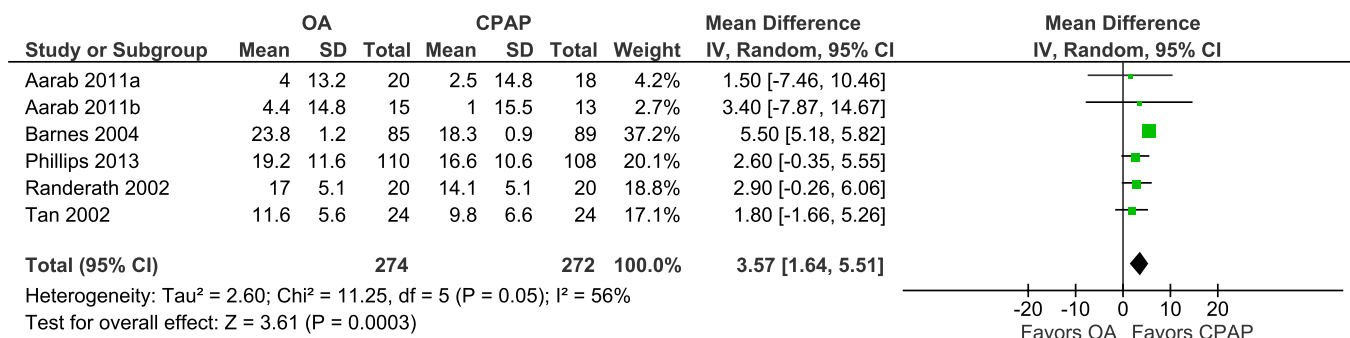 OA CPAP Mean Difference Mean Difference
Study or Subgroup Mean SD Total Mean SD Total Weight IV, Random, 95% CI IV, Random, 95% CI
Aarab 2011a 4 13.2 20 2.5 14.8 18 4.2% 1.50 [-7.46, 10.46]
Aarab 2011b 4.4 14.8 15 1 15.5 13 2.7% 3.40 [-7.87, 14.67]
Barnes 2004 23.8 1.2 85 18.3 0.9 89 37.2% 5.50 [5.18, 5.82]
Phillips 2013 19.2 11.6 110 16.6 10.6 108 20.1% 2.60 [-0.35, 5.55]
Randerath 2002 17 5.1 20 14.1 5.1 20 18.8% 2.90 [-0.26, 6.06]
Tan 2002 11.6 5.6 24 9.8 6.6 24 17.1% 1.80 [-1.66, 5.26]
Total (95% CI) 274 272 100.0% 3.57 [1.64, 5.51]
Heterogeneity: Tau² = 2.60; Chi² = 11.25, df = 5 (P = 0.05); I² = 56%
Test for overall effect: Z = 3.61 (P = 0.0003)
-20 -10 0 10 20
Favors OA Favors CPAP